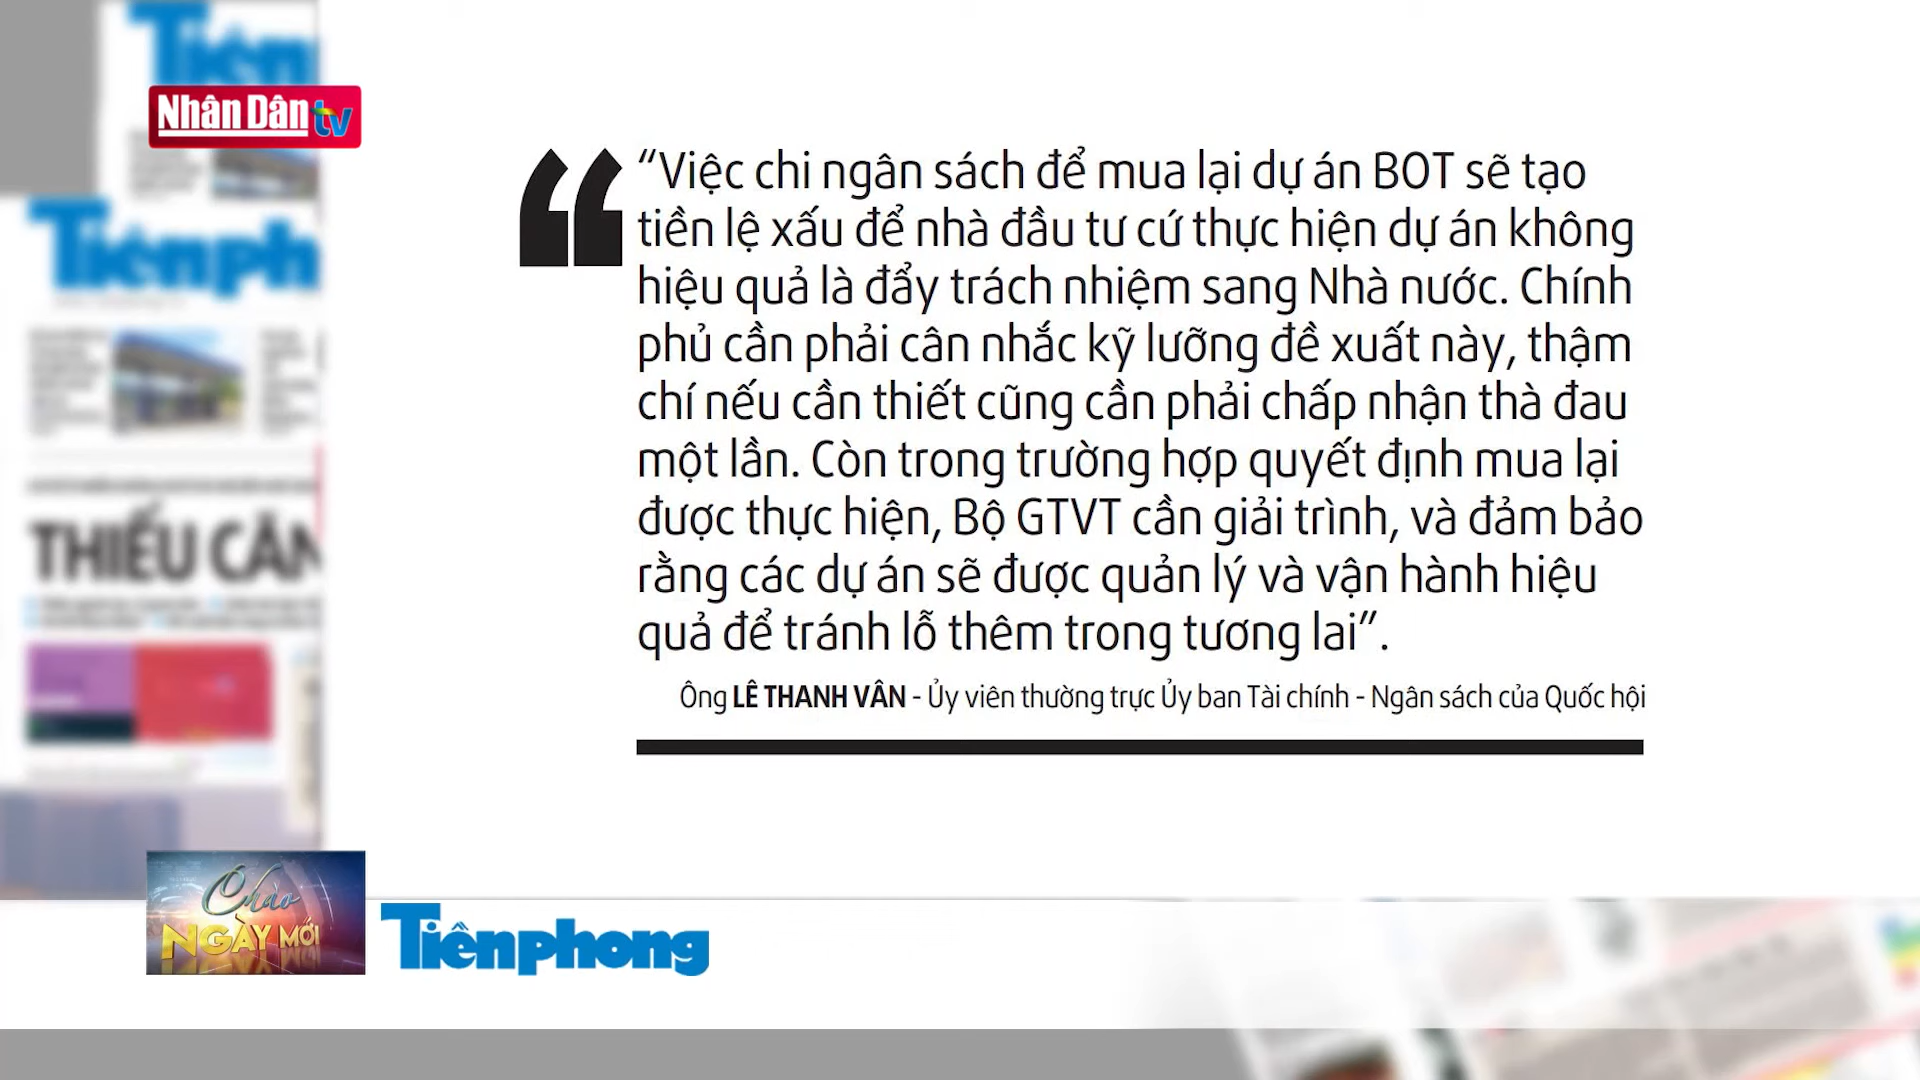 Tiên
Nhân Dân tv
Tiênph
“Việc chi ngân sách để mua lại dự án BOT sẽ tạo
tiền lệ xấu để nhà đầu tư cứ thực hiện dự án không
hiệu quả là đẩy trách nhiệm sang Nhà nước. Chính
phủ cần phải cân nhắc kỹ lưỡng đề xuất này, thậm
chí nếu cần thiết cũng cần phải chấp nhận thà đau
một lần. Còn trong trường hợp quyết định mua lại
được thực hiện, Bộ GTVT cần giải trình, và đảm bảo
rằng các dự án sẽ được quản lý và vận hành hiệu
quả để tránh lỗ thêm trong tương lai”.
Ông LÊ THANH VÂN - Ủy viên thường trực Ủy ban Tài chính - Ngân sách của Quốc hội
THIẾU CĂN
Chào
NGÀY MỚI
Tiềnphong